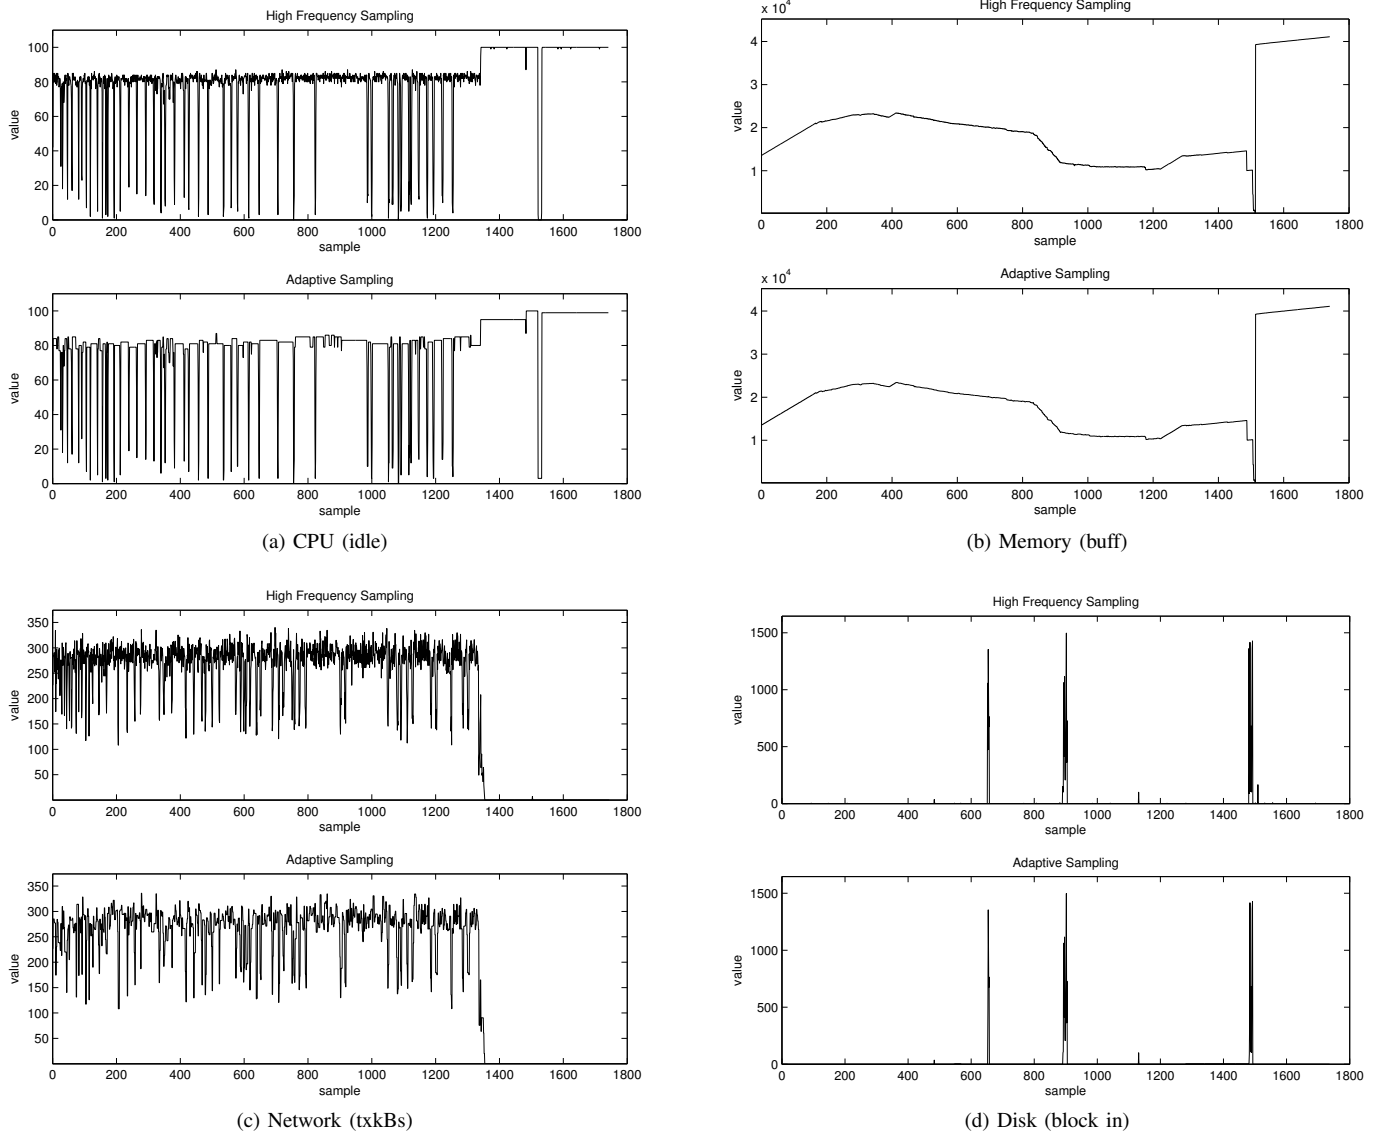 High Frequency Sampling
100
80
60
40
20
0
value
0 200 400 600 800 1000 1200 1400 1600 1800
sample
Adaptive Sampling
100
80
60
40
20
0
value
0 200 400 600 800 1000 1200 1400 1600 1800
sample
(a) CPU (idle)
High Frequency Sampling
x 10^4
4
3
2
1
value
0 200 400 600 800 1000 1200 1400 1600 1800
sample
Adaptive Sampling
x 10^4
4
3
2
1
value
0 200 400 600 800 1000 1200 1400 1600 1800
sample
(b) Memory (buff)
High Frequency Sampling
350
300
250
200
150
100
50
value
0 200 400 600 800 1000 1200 1400 1600 1800
sample
Adaptive Sampling
350
300
250
200
150
100
50
value
0 200 400 600 800 1000 1200 1400 1600 1800
sample
(c) Network (txkBs)
High Frequency Sampling
1500
1000
500
0
value
0 200 400 600 800 1000 1200 1400 1600 1800
sample
Adaptive Sampling
1500
1000
500
0
value
0 200 400 600 800 1000 1200 1400 1600 1800
sample
(d) Disk (block in)